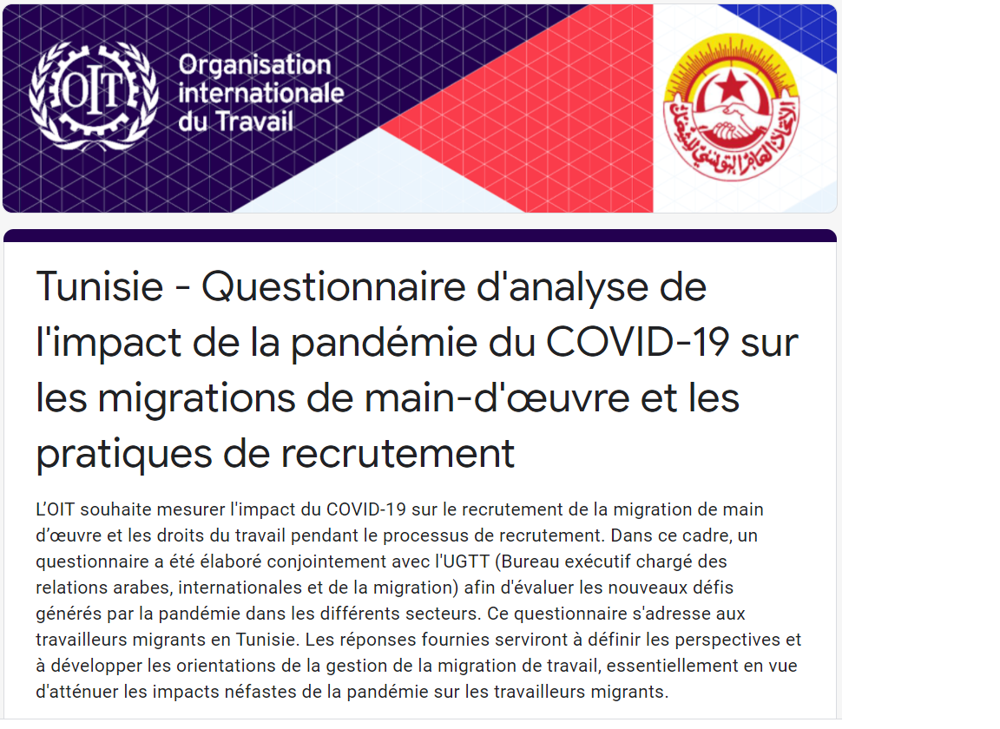 OIT
Organisation
internationale
du Travail
الاتحاد العام التونسي للشغل
Tunisie - Questionnaire d'analyse de
l'impact de la pandémie du COVID-19 sur
les migrations de main-d'œuvre et les
pratiques de recrutement
L’OIT souhaite mesurer l'impact du COVID-19 sur le recrutement de la migration de main
d’œuvre et les droits du travail pendant le processus de recrutement. Dans ce cadre, un
questionnaire a été élaboré conjointement avec l'UGTT (Bureau exécutif chargé des
relations arabes, internationales et de la migration) afin d'évaluer les nouveaux défis
générés par la pandémie dans les différents secteurs. Ce questionnaire s'adresse aux
travailleurs migrants en Tunisie. Les réponses fournies serviront à définir les perspectives et
à développer les orientations de la gestion de la migration de travail, essentiellement en vue
d'atténuer les impacts néfastes de la pandémie sur les travailleurs migrants.